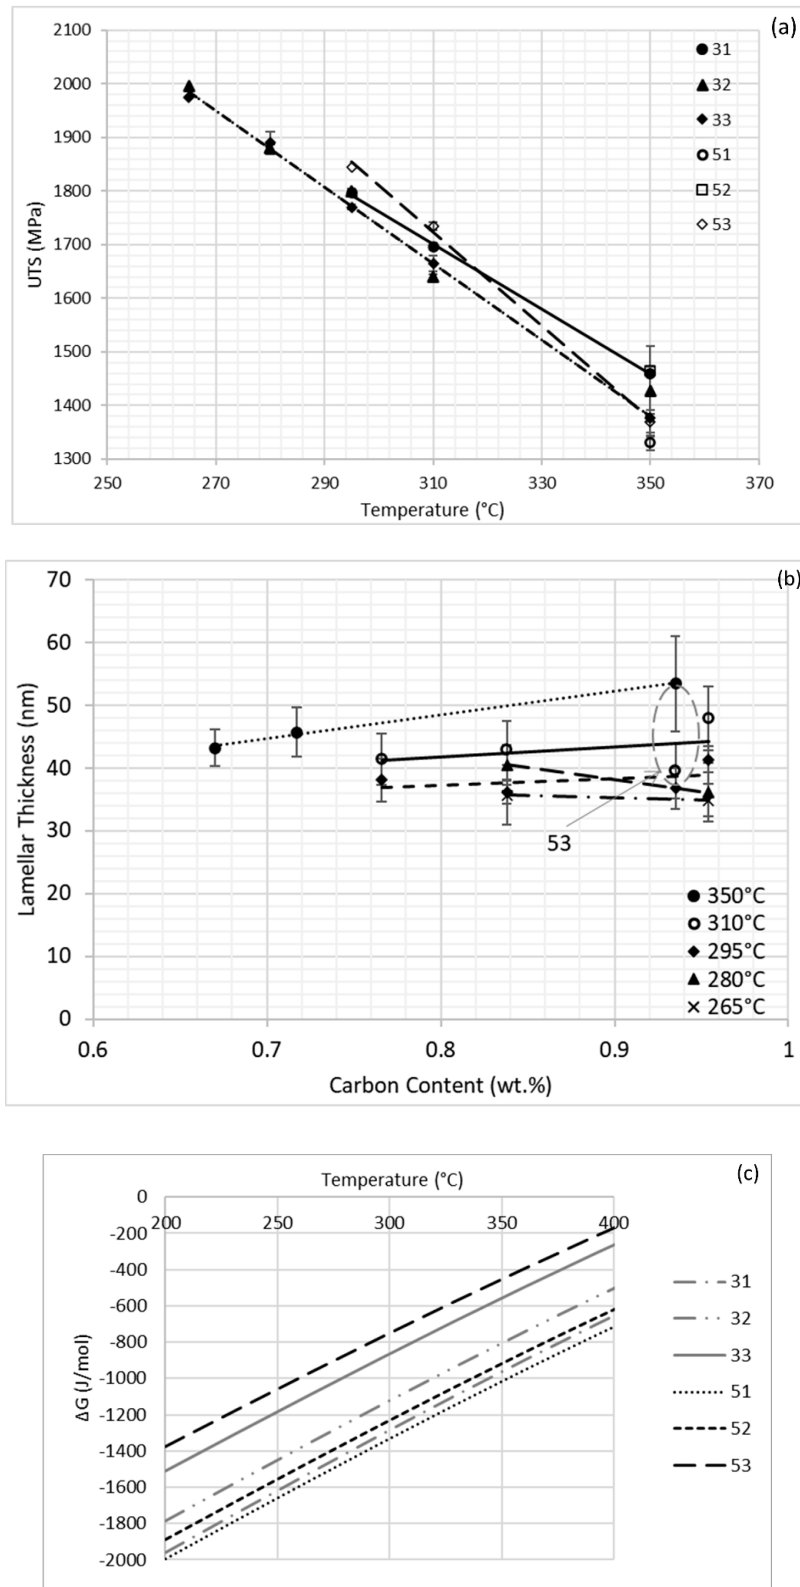 (a)
2100
2000
1900
1800
1700
1600
1500
1400
1300
UTS (MPa)
250 270 290 310 330 350 370
Temperature (°C)
31
32
33
51
52
53
(b)
70
60
50
40
30
20
10
0
Lamellar Thickness (nm)
53
350°C
310°C
295°C
280°C
265°C
0.6 0.7 0.8 0.9 1
Carbon Content (wt.%)
(c)
Temperature (°C)
0
200 250 300 350 400
-200
-400
-600
-800
-1000
-1200
-1400
-1600
-1800
-2000
ΔG (J/mol)
31
32
33
51
52
53